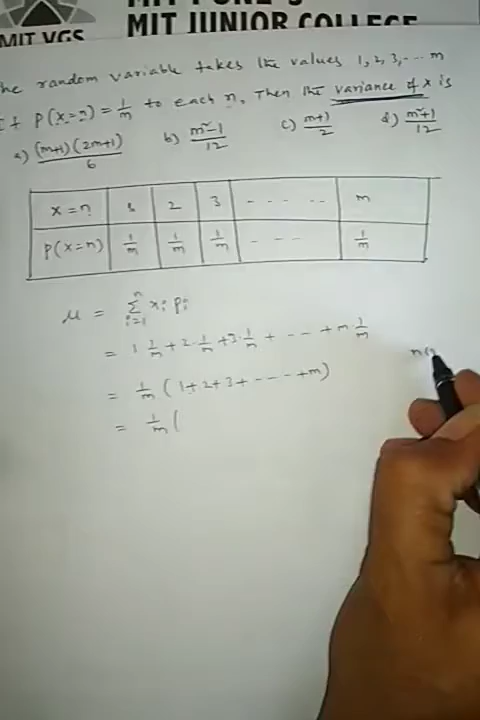 MIT VGS
MIT JUNIOR COLLEGE
he random variable takes the values 1, 2, 3, ... m
If P(x=n) = 1/m to each n, Then the variance of x is
a) (m+1)(2m+1)/6 b) m²-1/12 c) m+1/2 d) m²+1/12
x=n 1 2 3 - - - - - m
P(x=n) 1/m 1/m 1/m - - - 1/m
μ = Σ xi pi
n
i=1
= 1·1/m + 2·1/m + 3·1/m + - - - + m·1/m
= 1/m (1+2+3+ - - - - +m)
= 1/m (
n(